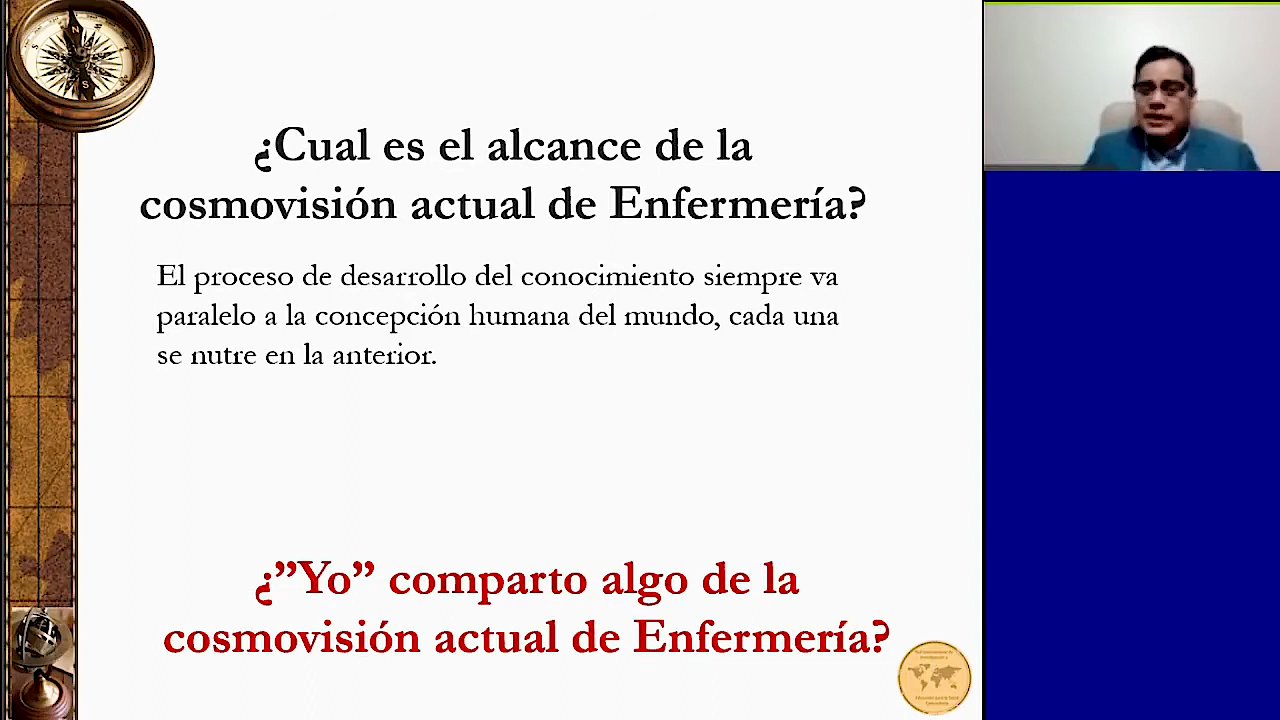 ¿Cual es el alcance de la
cosmovisión actual de Enfermería?
El proceso de desarrollo del conocimiento siempre va
paralelo a la concepción humana del mundo, cada una
se nutre en la anterior.
¿”Yo” comparto algo de la
cosmovisión actual de Enfermería?